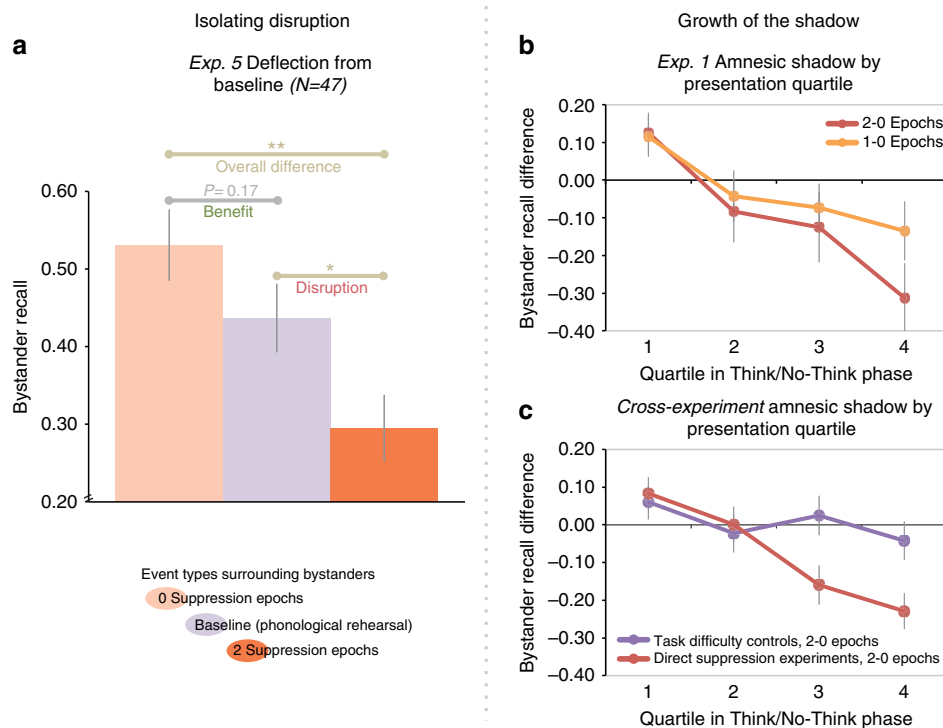 Isolating disruption
a
Exp. 5 Deflection from
baseline (N=47)
**
Overall difference
P= 0.17
Benefit
*
Disruption
Bystander recall
0.60
0.50
0.40
0.30
0.20
Event types surrounding bystanders
0 Suppression epochs
Baseline (phonological rehearsal)
2 Suppression epochs
Growth of the shadow
b
Exp. 1 Amnesic shadow by
presentation quartile
Bystander recall difference
0.20
0.10
0.00
–0.10
–0.20
–0.30
–0.40
2-0 Epochs
1-0 Epochs
1 2 3 4
Quartile in Think/No-Think phase
c
Cross-experiment amnesic shadow by
presentation quartile
Bystander recall difference
0.20
0.10
0.00
–0.10
–0.20
–0.30
–0.40
Task difficulty controls, 2-0 epochs
Direct suppression experiments, 2-0 epochs
1 2 3 4
Quartile in Think/No-Think phase